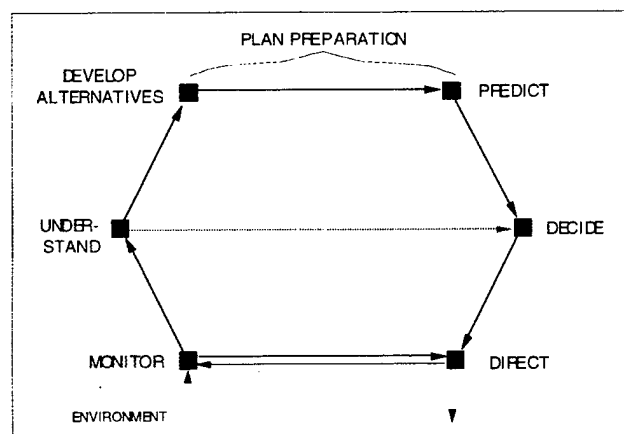 PLAN PREPARATION
DEVELOP
ALTERNATIVES
PREDICT
UNDER-
STAND
DECIDE
MONITOR
DIRECT
ENVIRONMENT